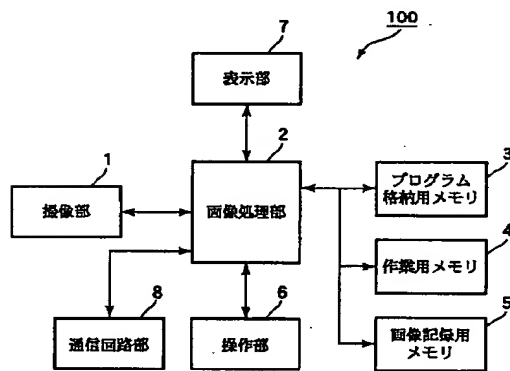 100
7
表示部
1
2
3
撮像部
画像処理部
プログラム
格納用メモリ
4
作業用メモリ
8
6
5
通信回路部
操作部
画像記録用
メモリ